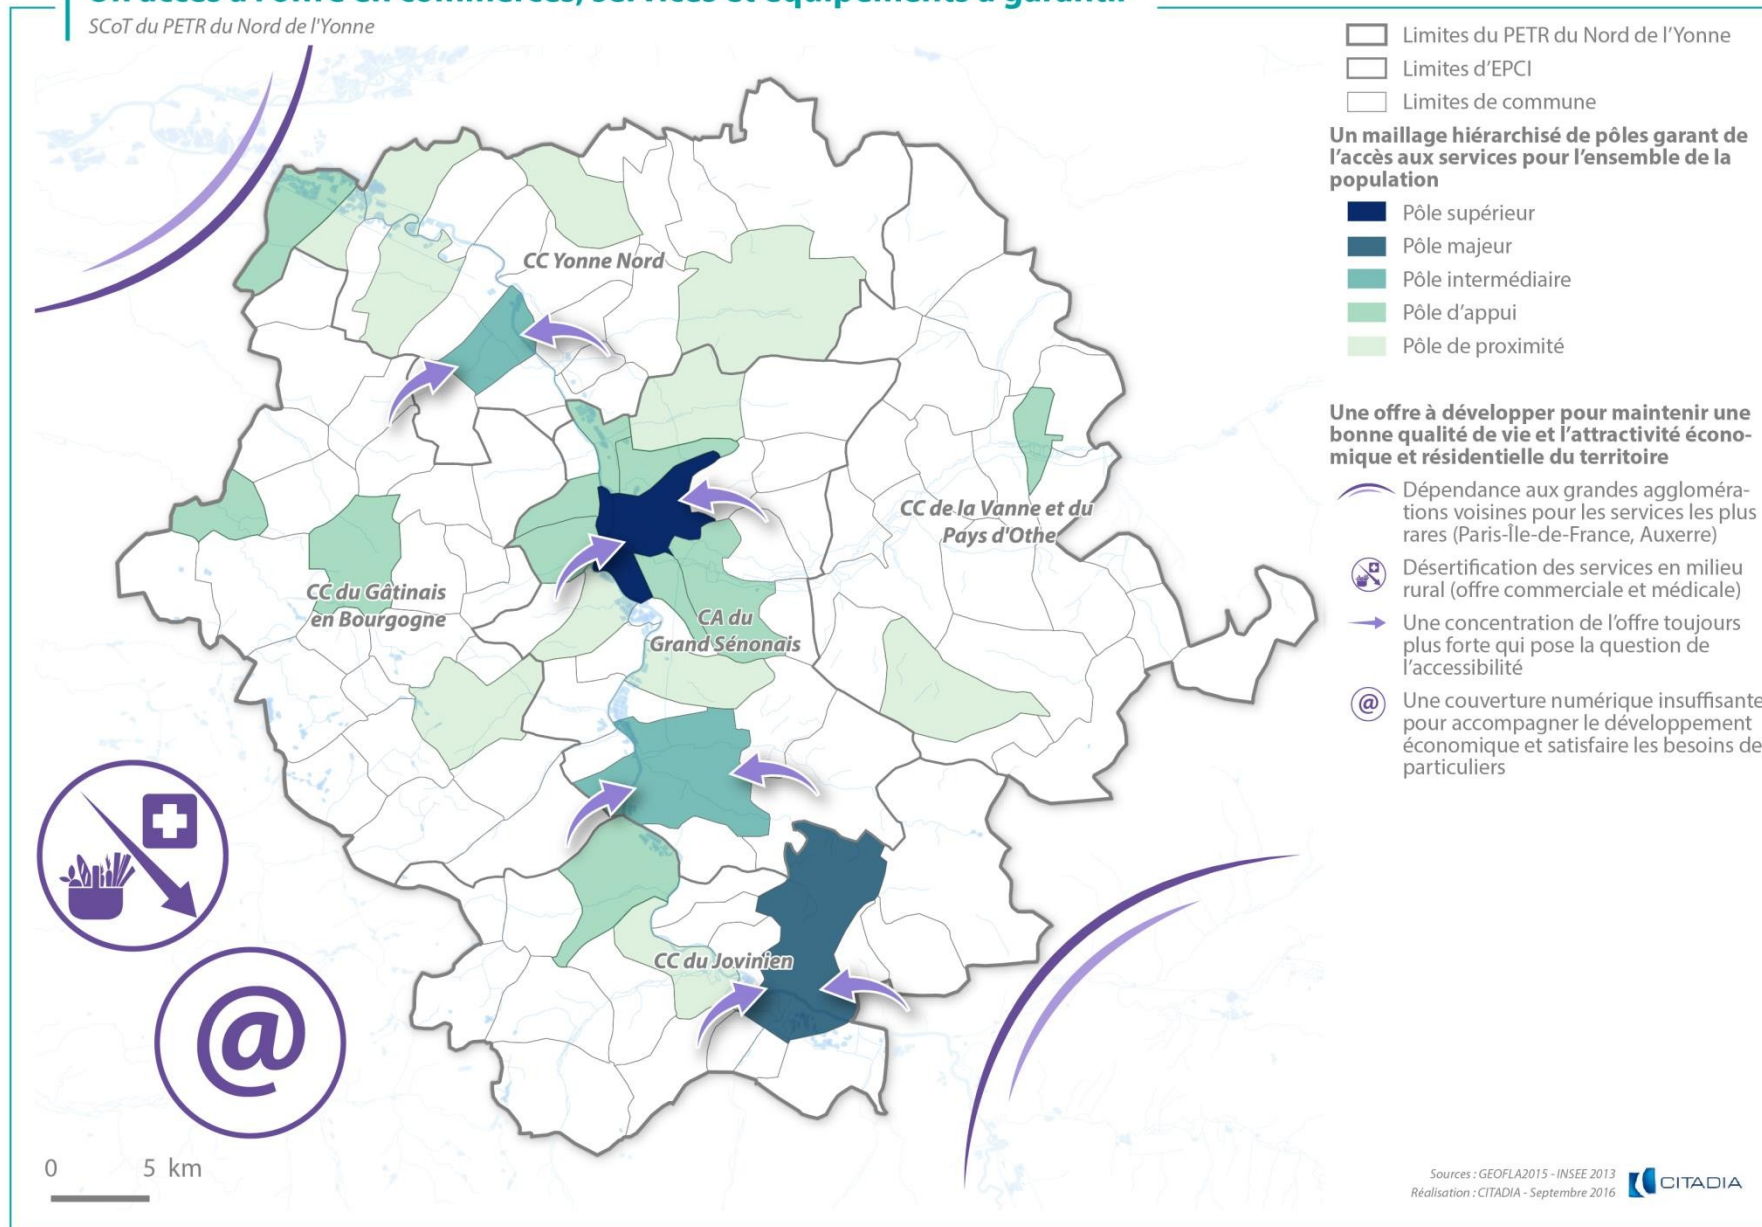 SCoT du PETR du Nord de l'Yonne
CC Yonne Nord
CC de la Vanne et du
Pays d'Othe
CC du Gâtinais
en Bourgogne
CA du
Grand Sénonais
CC du Jovinien
@
0 5 km
Limites du PETR du Nord de l'Yonne
Limites d'EPCI
Limites de commune
Un maillage hiérarchisé de pôles garant de
l'accès aux services pour l'ensemble de la
population
Pôle supérieur
Pôle majeur
Pôle intermédiaire
Pôle d'appui
Pôle de proximité
Une offre à développer pour maintenir une
bonne qualité de vie et l'attractivité écono-
mique et résidentielle du territoire
Dépendance aux grandes aggloméra-
tions voisines pour les services les plus
rares (Paris-Île-de-France, Auxerre)
Désertification des services en milieu
rural (offre commerciale et médicale)
Une concentration de l'offre toujours
plus forte qui pose la question de
l'accessibilité
@ Une couverture numérique insuffisante
pour accompagner le développement
économique et satisfaire les besoins de
particuliers
Sources : GEOFLA2015 - INSEE 2013
Réalisation : CITADIA - Septembre 2016
CITADIA